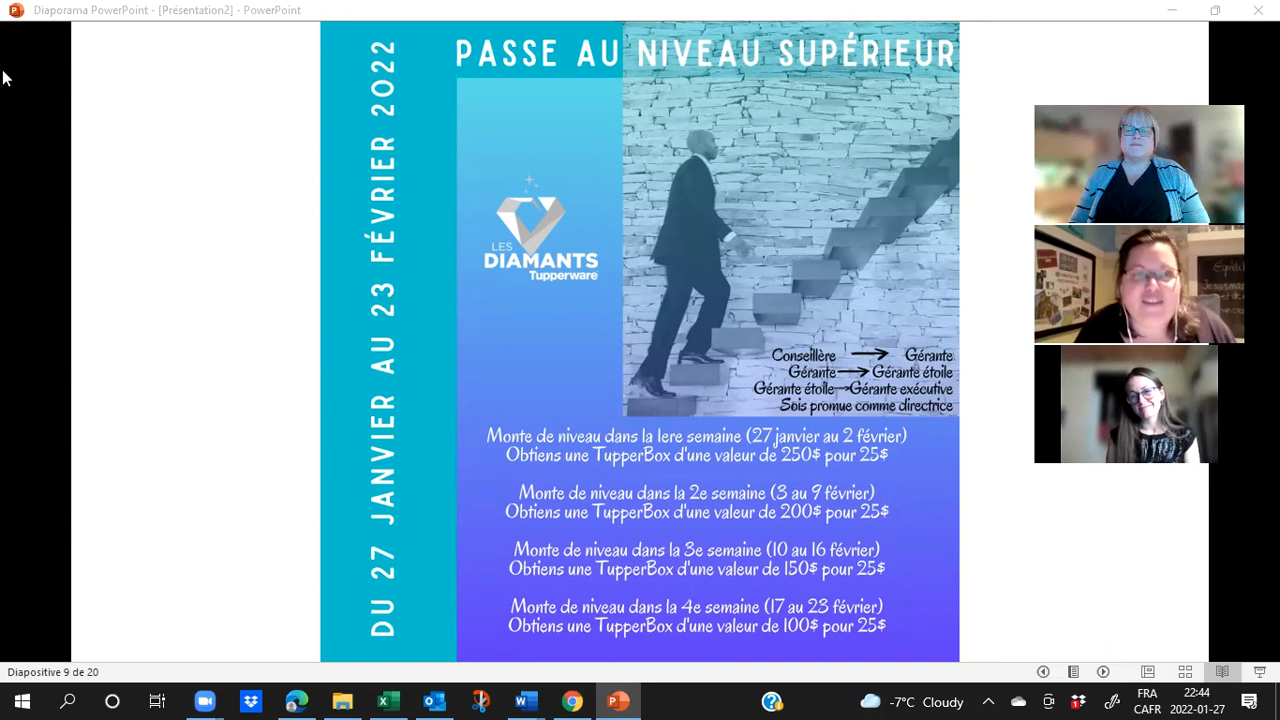 Diaporama PowerPoint - [Présentation2] - PowerPoint
DU 27 JANVIER AU 23 FÉVRIER 2022
PASSE AU NIVEAU SUPÉRIEUR
LES
DIAMANTS
Tupperware
Conseillère → Gérante
Gérante → Gérante étoile
Gérante étoile → Gérante exécutive
Sois promue comme directrice
Monte de niveau dans la 1ere semaine (27 janvier au 2 février)
Obtiens une TupperBox d'une valeur de 250$ pour 25$
Monte de niveau dans la 2e semaine (3 au 9 février)
Obtiens une TupperBox d'une valeur de 200$ pour 25$
Monte de niveau dans la 3e semaine (10 au 16 février)
Obtiens une TupperBox d'une valeur de 150$ pour 25$
Monte de niveau dans la 4e semaine (17 au 23 février)
Obtiens une TupperBox d'une valeur de 100$ pour 25$
Diapositive 9 de 20
-7°C Cloudy
FRA
CAFR
22:44
2022-01-27